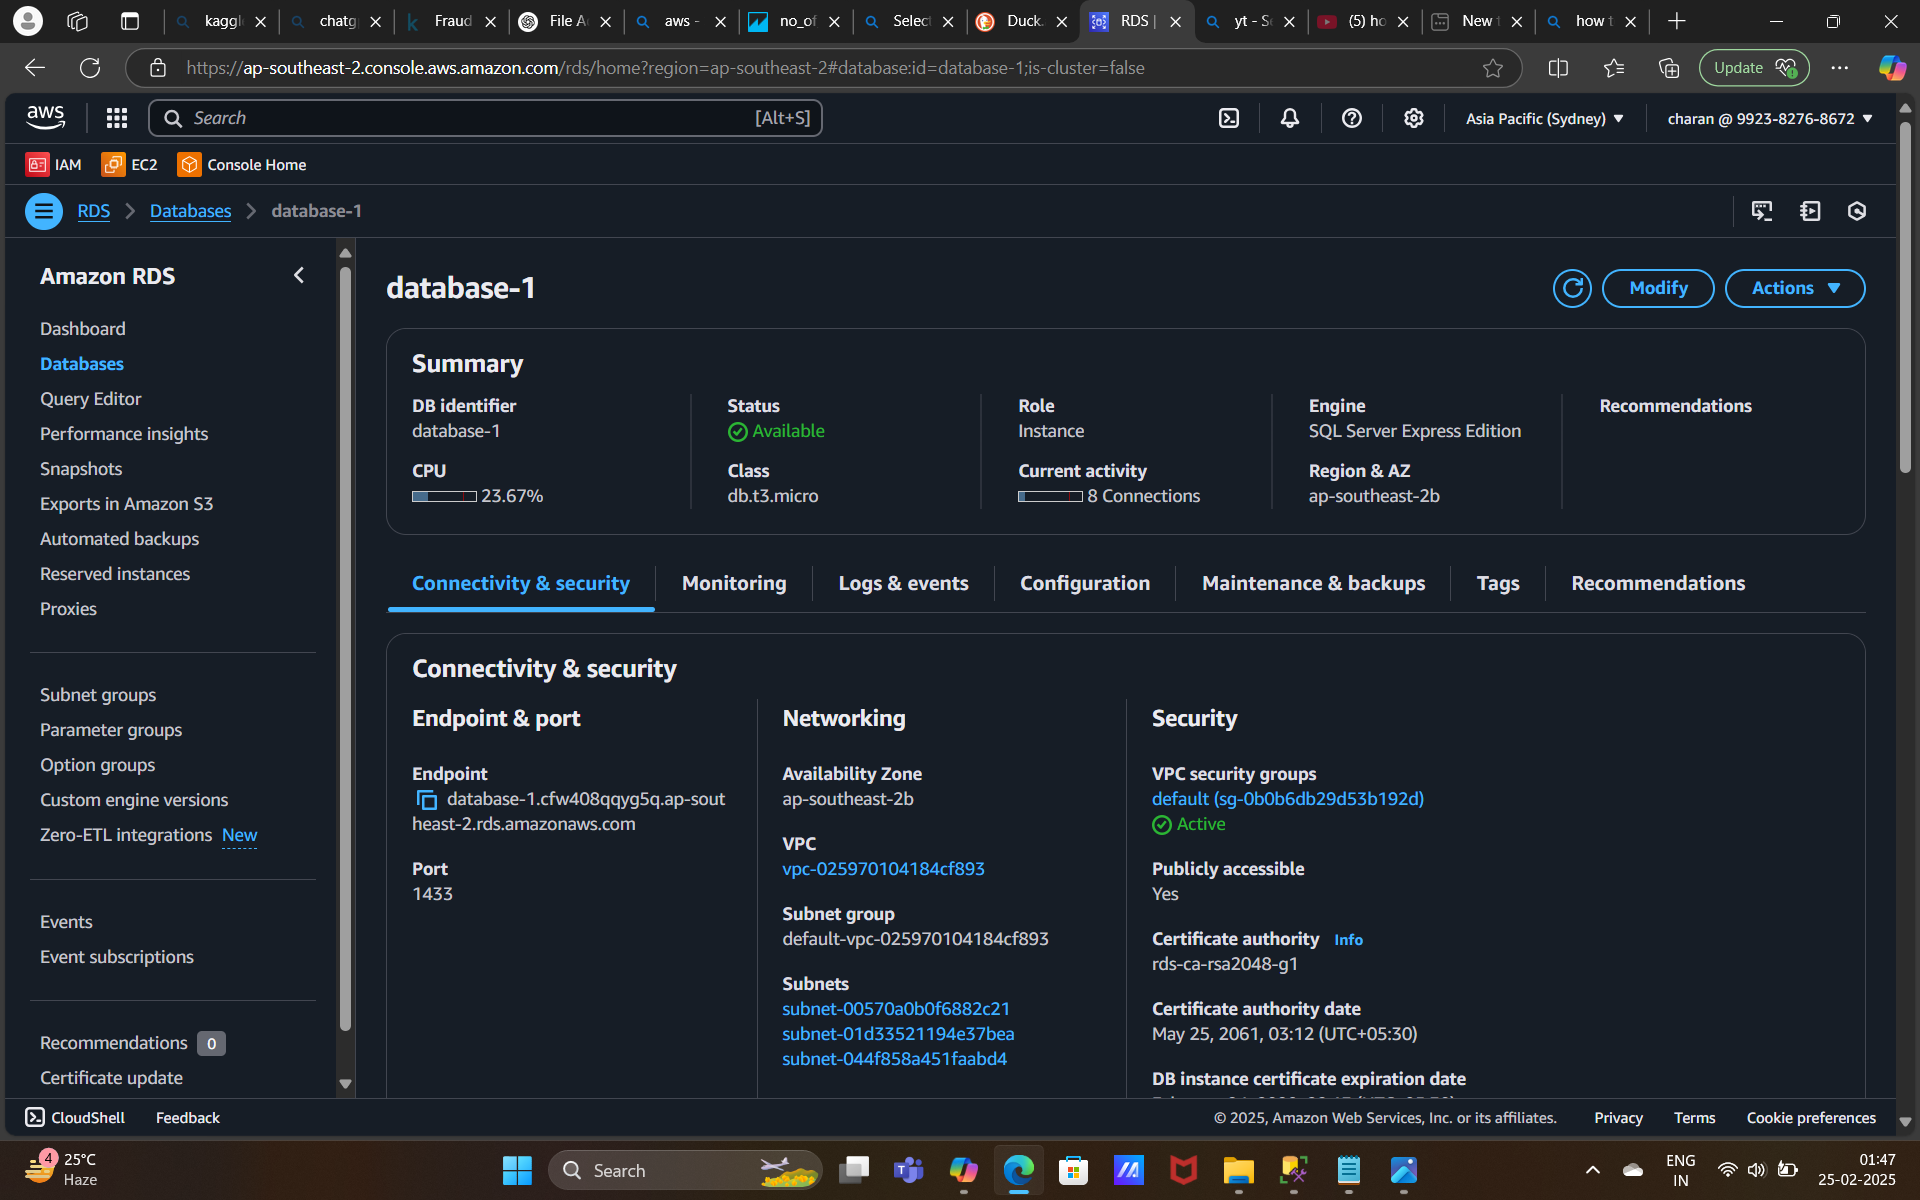 kaggl
chatg
Fraud
File A
aws -
no_of
Select
Duck.
RDS |
yt - Se
(5) ho
New t
how t
https://ap-southeast-2.console.aws.amazon.com/rds/home?region=ap-southeast-2#database:id=database-1;is-cluster=false
Update
aws
Search
[Alt+S]
Asia Pacific (Sydney)
charan @ 9923-8276-8672
IAM
EC2
Console Home
RDS
Databases
database-1
Amazon RDS
Dashboard
Databases
Query Editor
Performance insights
Snapshots
Exports in Amazon S3
Automated backups
Reserved instances
Proxies
Subnet groups
Parameter groups
Option groups
Custom engine versions
Zero-ETL integrations New
Events
Event subscriptions
Recommendations 0
Certificate update
database-1
Modify
Actions
Summary
DB identifier
database-1
Status
Available
Role
Instance
Engine
SQL Server Express Edition
Recommendations
CPU
23.67%
Class
db.t3.micro
Current activity
8 Connections
Region & AZ
ap-southeast-2b
Connectivity & security
Monitoring
Logs & events
Configuration
Maintenance & backups
Tags
Recommendations
Connectivity & security
Endpoint & port
Endpoint
database-1.cfw408qqyg5q.ap-sout
heast-2.rds.amazonaws.com
Port
1433
Networking
Availability Zone
ap-southeast-2b
VPC
vpc-025970104184cf893
Subnet group
default-vpc-025970104184cf893
Subnets
subnet-00570a0b0f6882c21
subnet-01d33521194e37bea
subnet-044f858a451faabd4
Security
VPC security groups
default (sg-0b0b6db29d53b192d)
Active
Publicly accessible
Yes
Certificate authority Info
rds-ca-rsa2048-g1
Certificate authority date
May 25, 2061, 03:12 (UTC+05:30)
DB instance certificate expiration date
CloudShell
Feedback
© 2025, Amazon Web Services, Inc. or its affiliates.
Privacy
Terms
Cookie preferences
4
25°C
Haze
Search
ENG
IN
01:47
25-02-2025